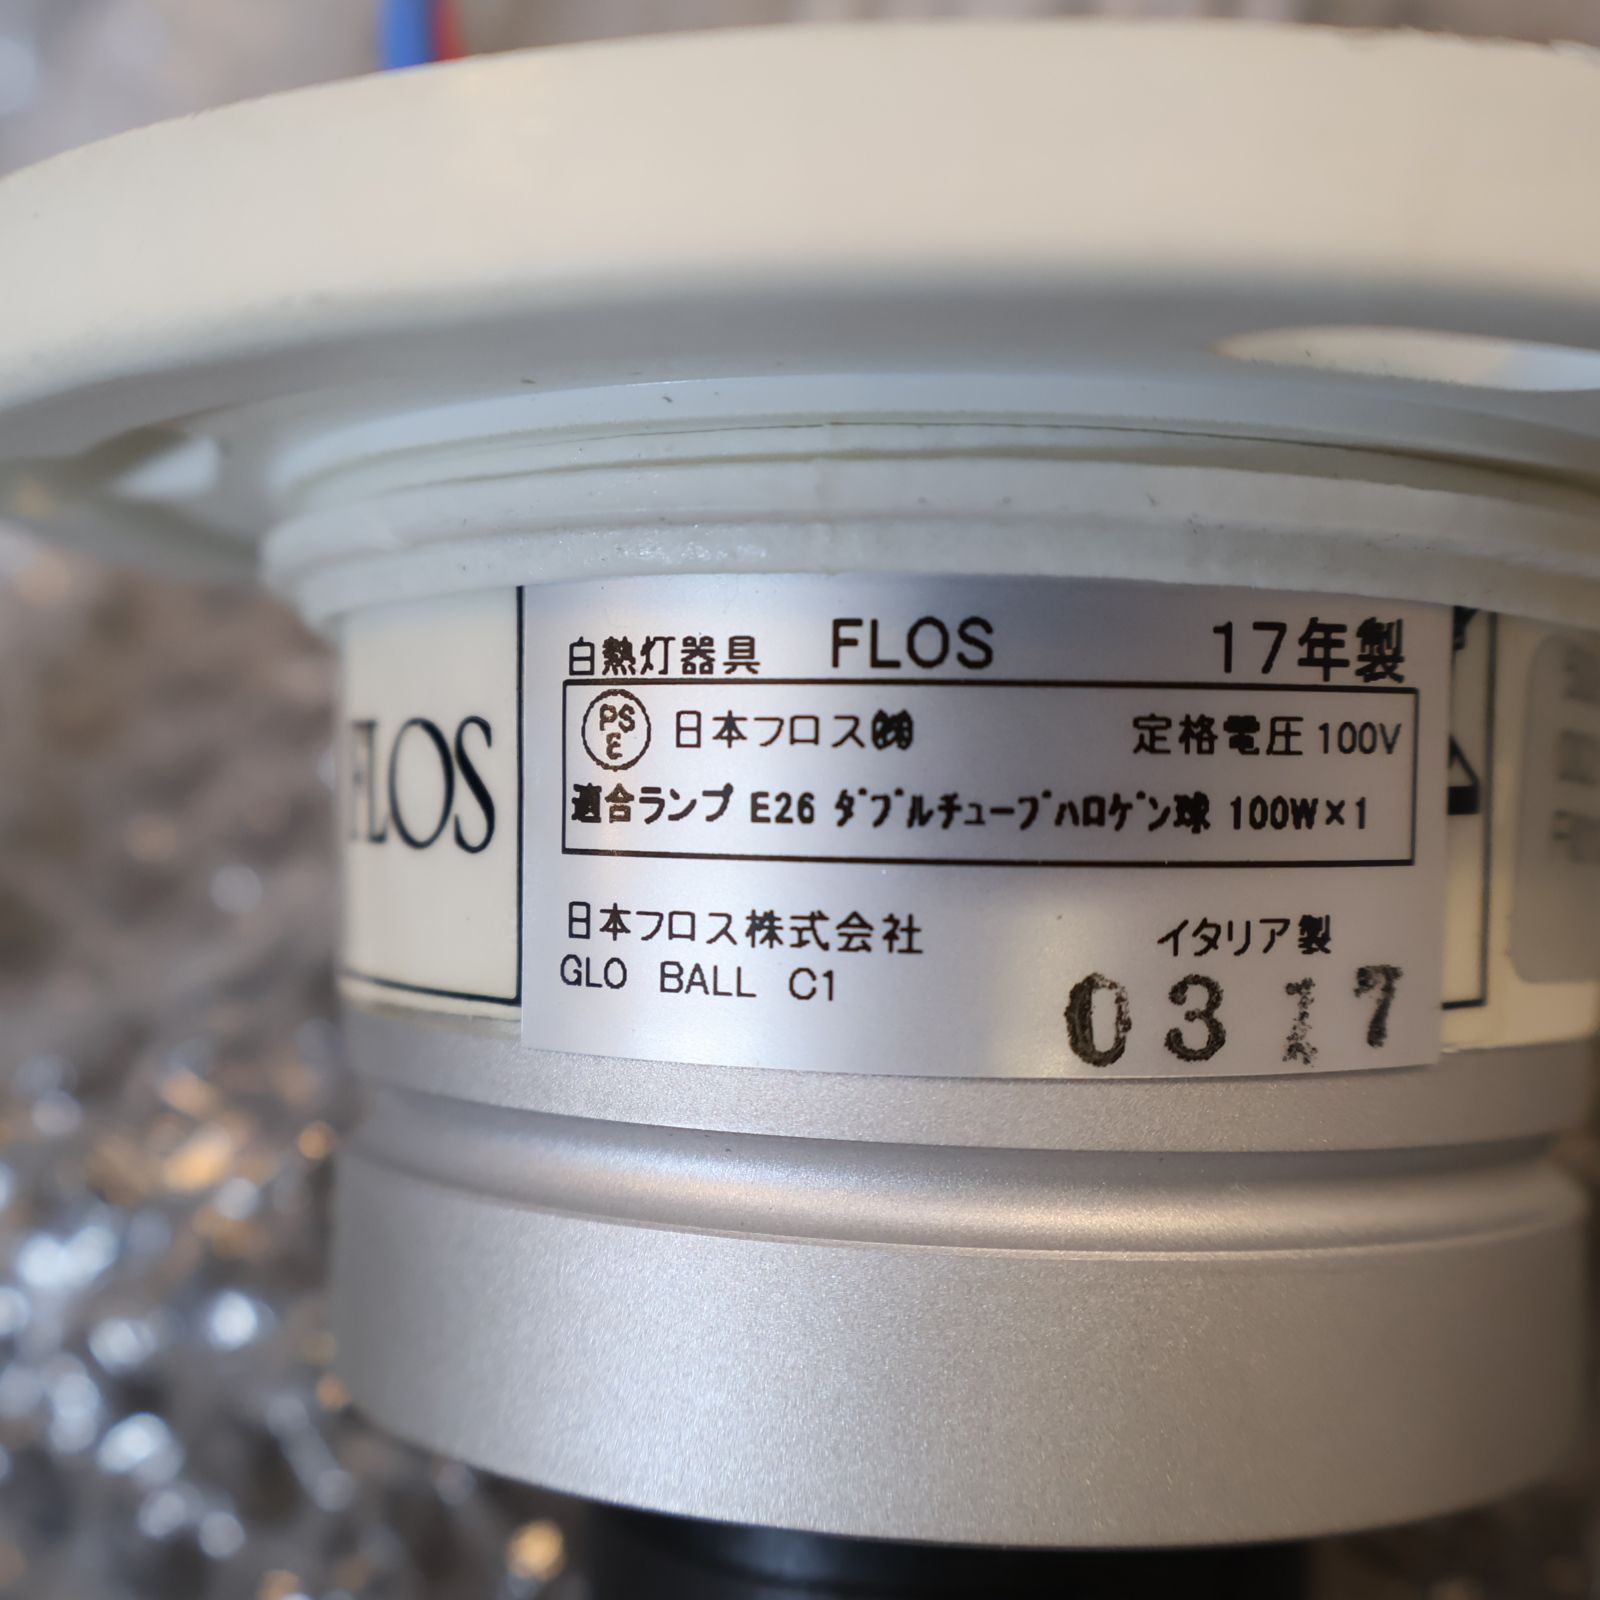 FLOS
白熱灯器具 FLOS 17年製
PS
E
日本フロス㈱ 定格電圧 100V
適合ランプ E26 ダブルチューブハロゲン球 100W×1
日本フロス株式会社 イタリア製
GLO BALL C1
0317